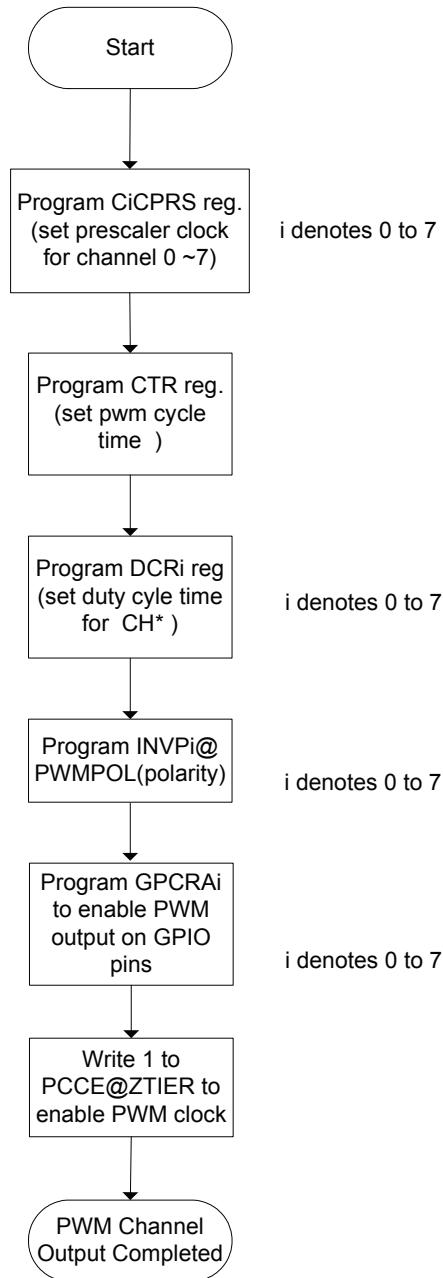 Start
Program CiCPRS reg.
(set prescaler clock
for channel 0 ~7)
i denotes 0 to 7
Program CTR reg.
(set pwm cycle
time )
Program DCRi reg
(set duty cyle time
for CH* )
i denotes 0 to 7
Program INVPi@
PWMPOL(polarity)
i denotes 0 to 7
Program GPCRAi
to enable PWM
output on GPIO
pins
i denotes 0 to 7
Write 1 to
PCCE@ZTIER to
enable PWM clock
PWM Channel
Output Completed